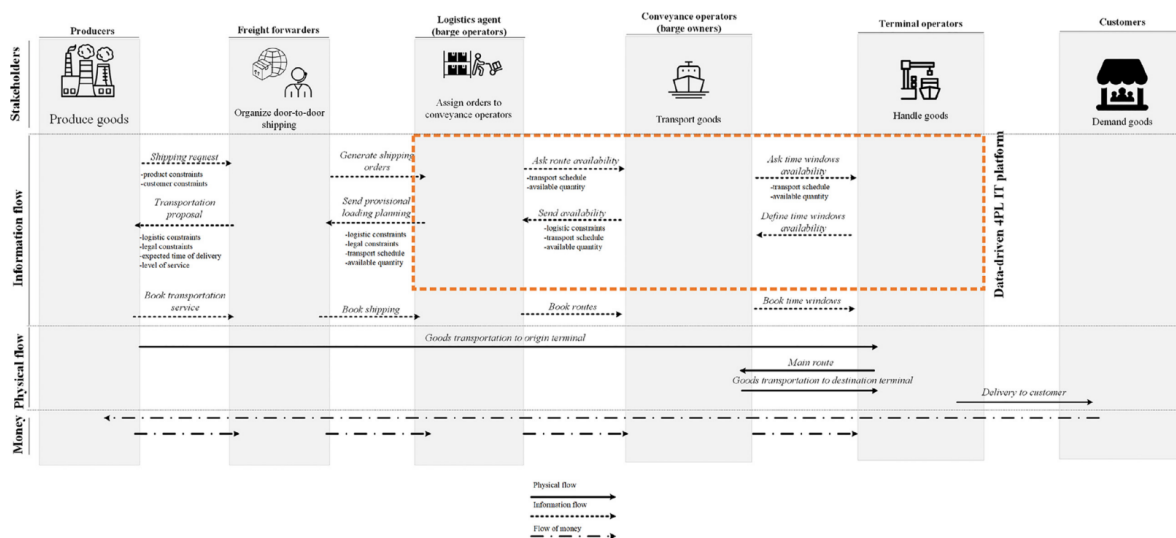 Producers
Freight forwarders
Logistics agent
(barge operators)
Conveyance operators
(barge owners)
Terminal operators
Customers
Stakeholders
Produce goods
Organize door-to-door
shipping
Assign orders to
conveyance operators
Transport goods
Handle goods
Demand goods
Information flow
Shipping request
-product constraints
-customer constraints
Transportation
proposal
-logistic constraints
-legal constraints
-expected time of delivery
-level of service
Book transportation
service
Generate shipping
orders
Send provisional
loading planning
-logistic constraints
-legal constraints
-transport schedule
-available quantity
Book shipping
Ask route availability
-transport schedule
-available quantity
Send availability
-logistic constraints
-transport schedule
-available quantity
Book routes
Ask time windows
availability
-transport schedule
-available quantity
Define time windows
availability
Book time windows
Data-driven 4PL IT platform
Physical flow
Goods transportation to origin terminal
Main route
Goods transportation to destination terminal
Delivery to customer
Money
Physical flow
Information flow
Flow of money